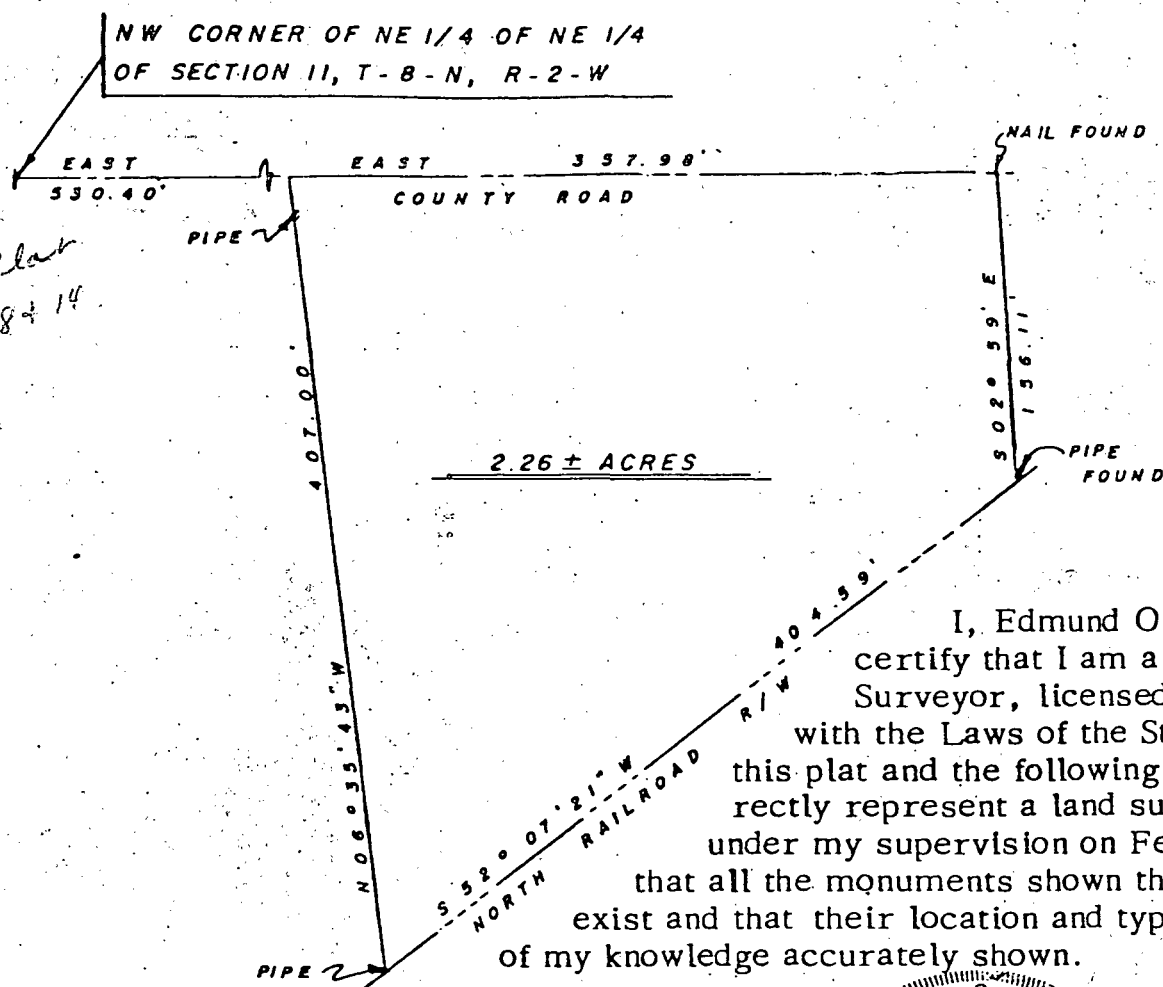 NW CORNER OF NE 1/4 OF NE 1/4
OF SECTION 11, T-8-N, R-2-W
NAIL FOUND
EAST
530.40'
EAST 357.98'
COUNTY ROAD
PIPE
8 + 14
407.00'
N06°35'43"W
S 02° 59' E
156.11'
2.26 ± ACRES
PIPE
FOUND
404.59'
S 52° 07' 21" W
NORTH RAILROAD R/W
PIPE
I, Edmund O
certify that I am a
Surveyor, licensed
with the Laws of the St
this plat and the following
rectly represent a land su
under my supervision on Fe
that all the monuments shown th
exist and that their location and typ
of my knowledge accurately shown.